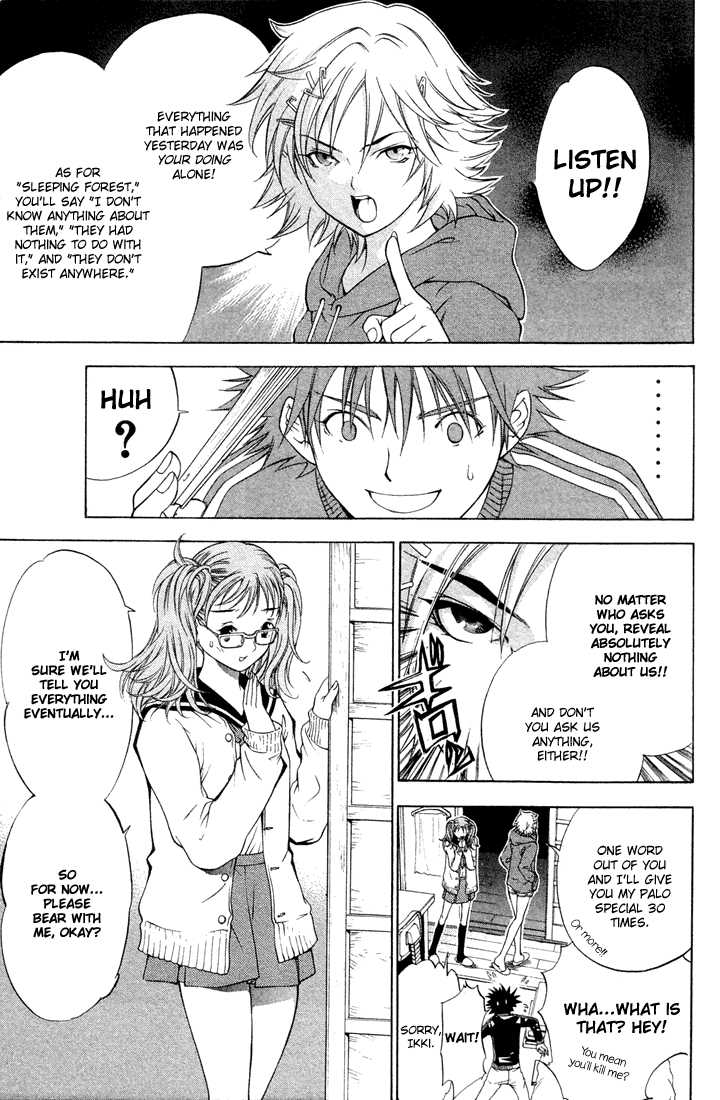 LISTEN
UP!!
EVERYTHING
THAT HAPPENED
YESTERDAY WAS
YOUR DOING
ALONE!
AS FOR
"SLEEPING FOREST,"
YOU'LL SAY "I DON'T
KNOW ANYTHING ABOUT
THEM," "THEY HAD
NOTHING TO DO WITH
IT," AND "THEY DON'T
EXIST ANYWHERE."
......
HUH
?
NO MATTER
WHO ASKS
YOU, REVEAL
ABSOLUTELY
NOTHING
ABOUT US!!
AND DON'T
YOU ASK US
ANYTHING,
EITHER!!
I'M
SURE WE'LL
TELL YOU
EVERYTHING
EVENTUALLY...
SO
FOR NOW...
PLEASE
BEAR WITH
ME, OKAY?
ONE WORD
OUT OF YOU
AND I'LL GIVE
YOU MY PALO
SPECIAL 30
TIMES.
Or more!!
WHA...WHAT IS
THAT? HEY!
You mean
you'll kill me?
WAIT!
SORRY,
IKKI.